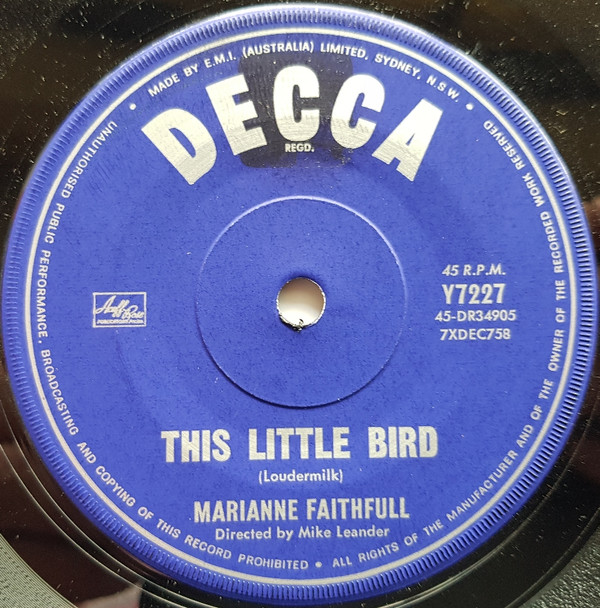 MADE BY E.M.I. (AUSTRALIA) LIMITED, SYDNEY, N.S.W.
DECCA
REGD.
45 R.P.M.
Y7227
45-DR34905
7XDEC758
Acuff Rose
THIS LITTLE BIRD
(Loudermilk)
MARIANNE FAITHFULL
Directed by Mike Leander
UNAUTHORISED PUBLIC PERFORMANCE, BROADCASTING AND COPYING OF THIS RECORD PROHIBITED • ALL RIGHTS OF THE MANUFACTURER AND OF THE OWNER OF THE RECORDED WORK RESERVED